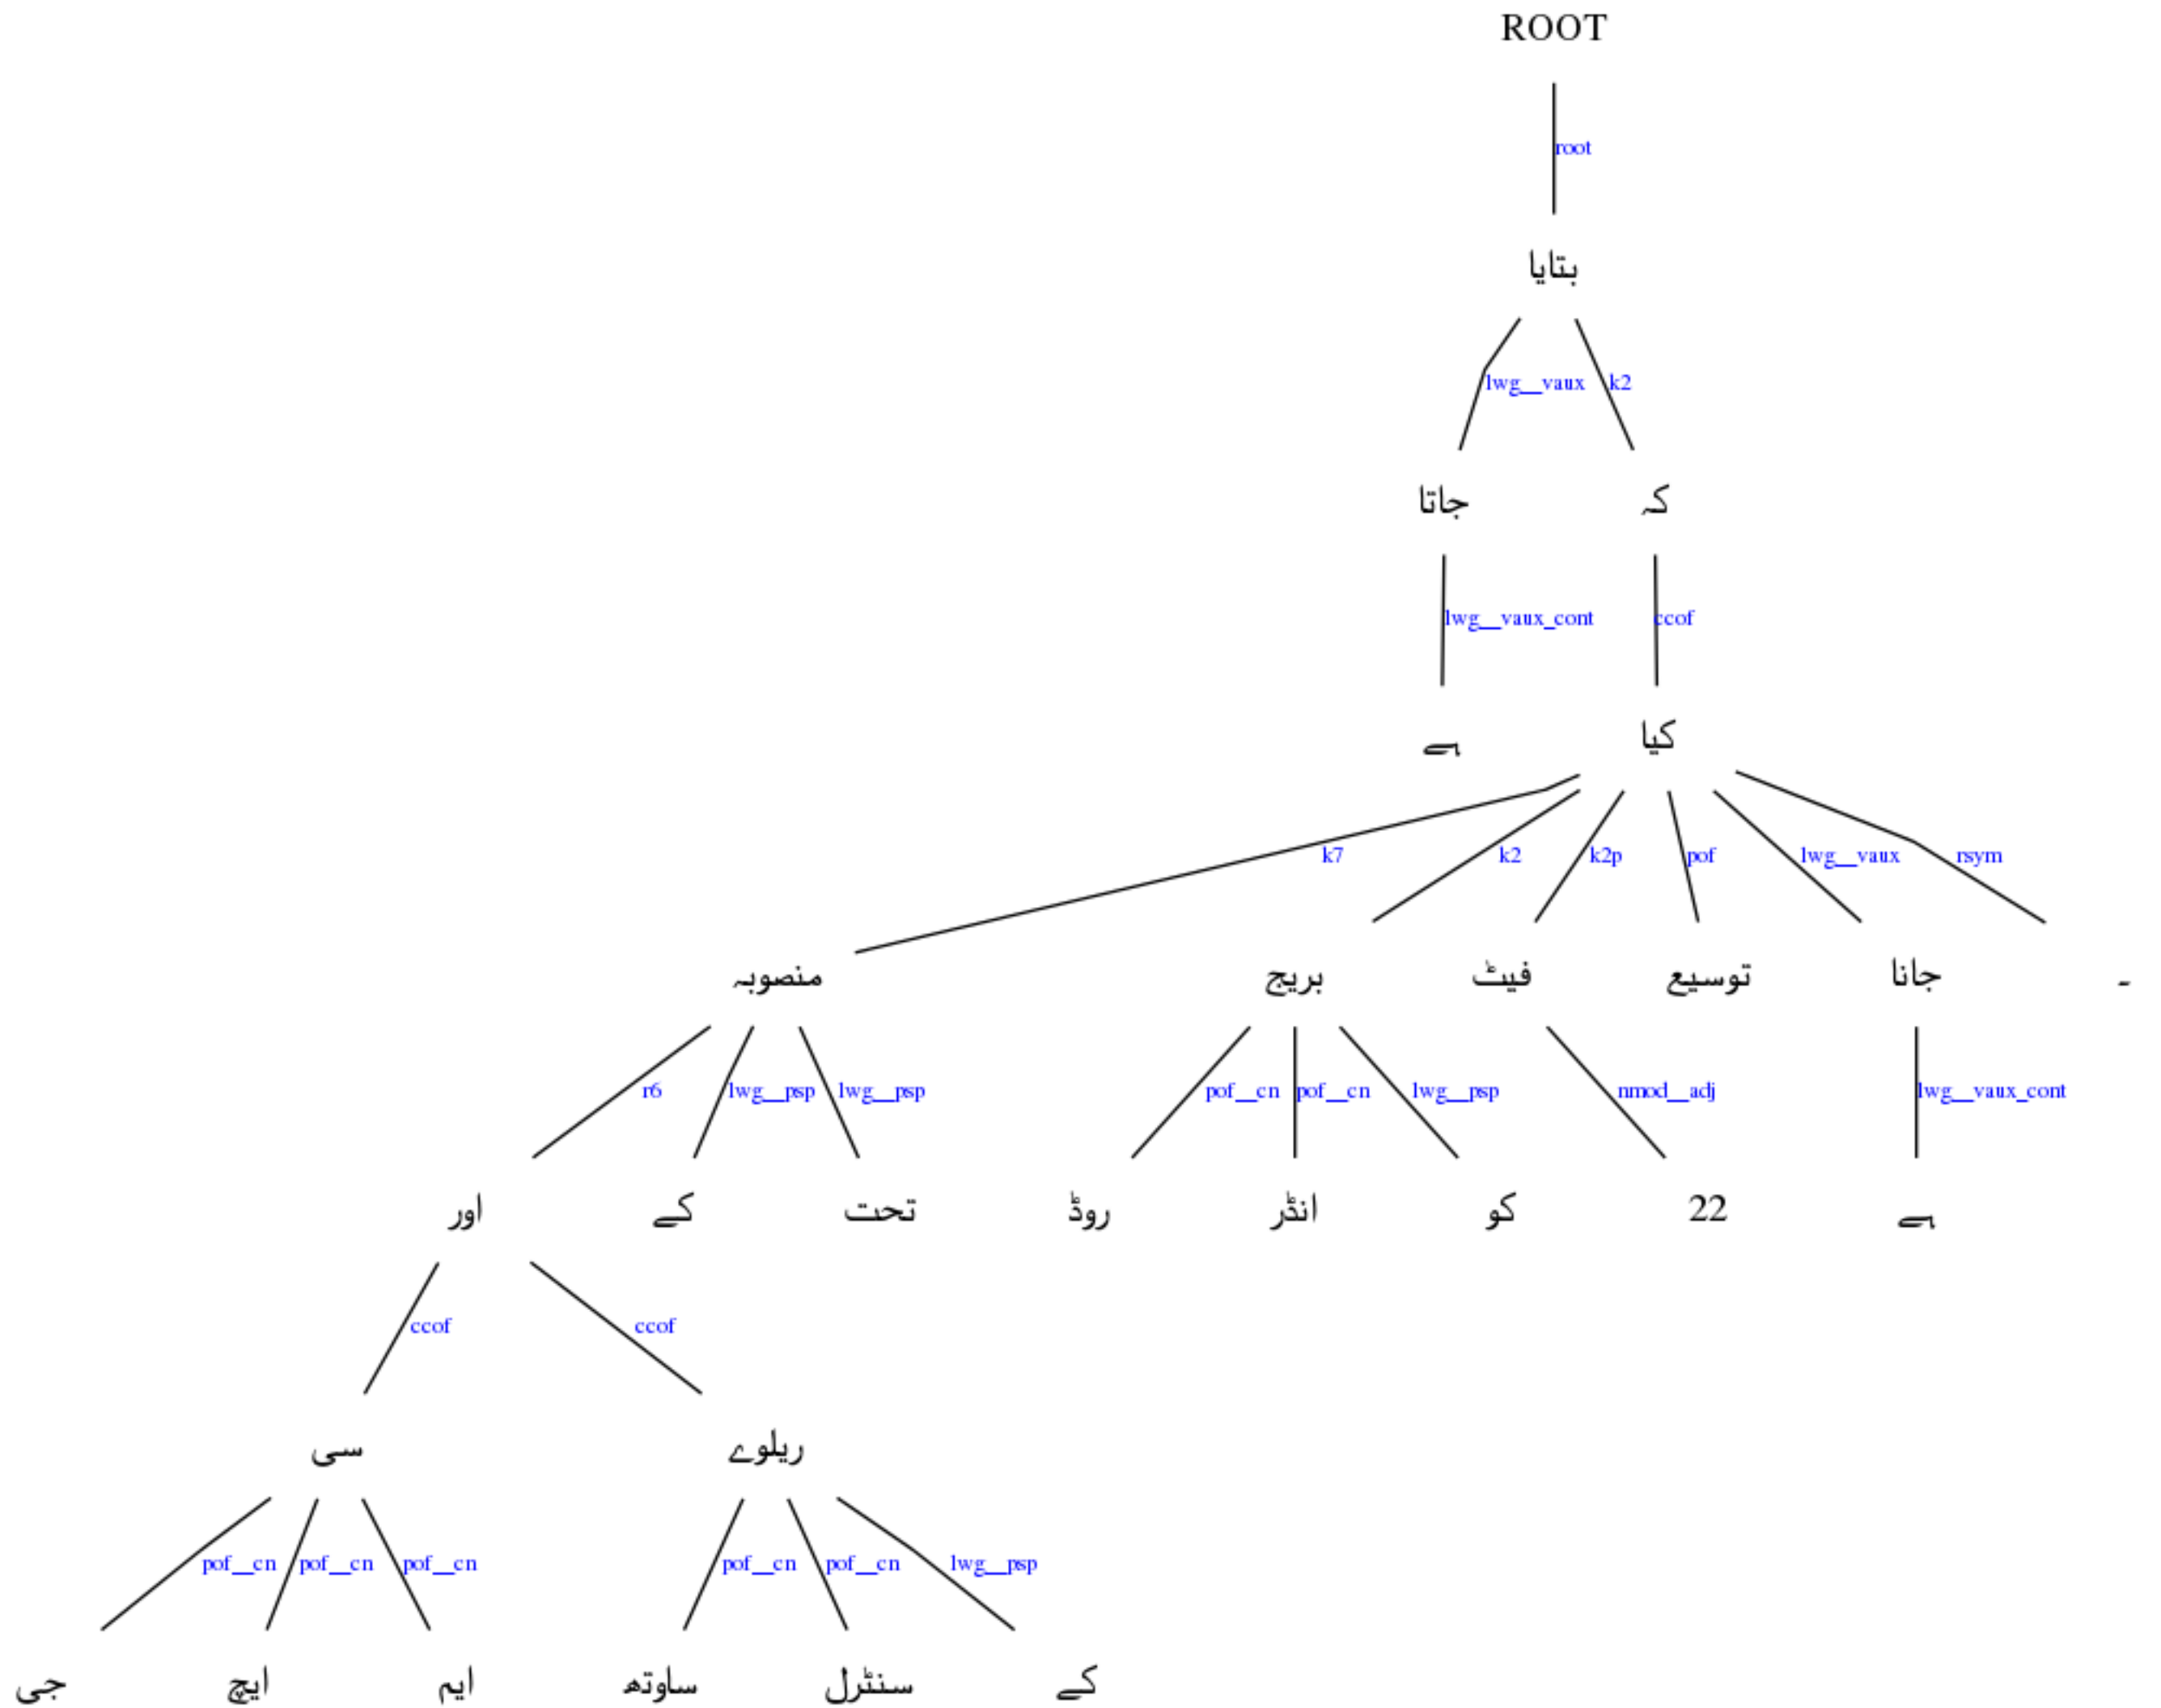 ROOT
root
بتایا
lwg__vaux k2
جاتا کہ
lwg__vaux_cont ccof
ہے کیا
k7 k2 k2p pof lwg__vaux rsym
منصوبہ بریج فیٹ توسیع جانا ۔
r6 lwg__psp lwg__psp pof__cn pof__cn lwg__psp nmod__adj lwg__vaux_cont
اور کے تحت روڈ انڈر کو 22 ہے
ccof ccof
سی ریلوے
pof__cn pof__cn pof__cn pof__cn pof__cn lwg__psp
جی ایچ ایم ساوتھ سنٹرل کے